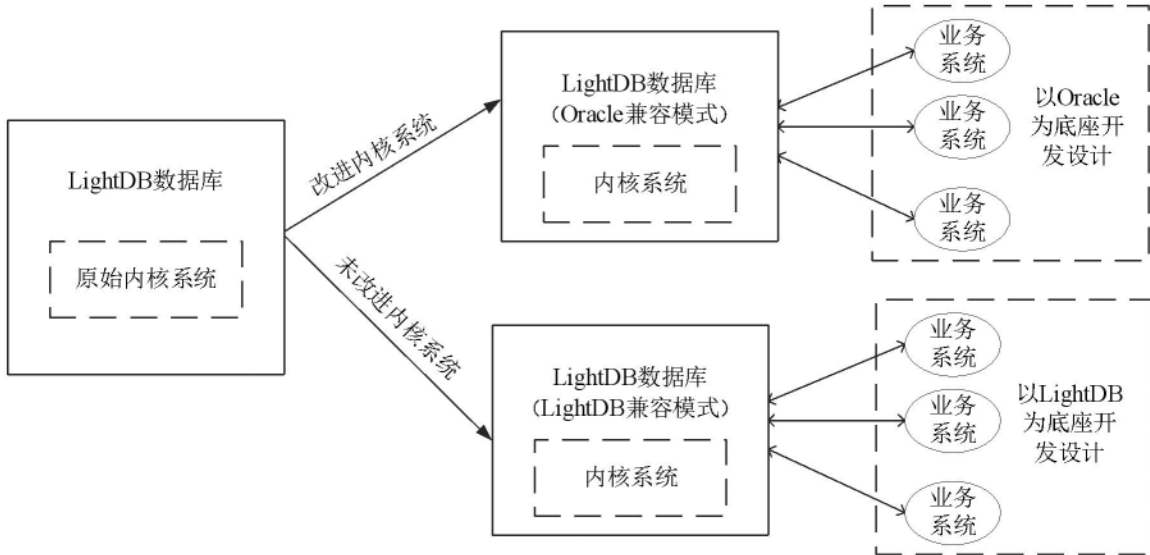 LightDB数据库
原始内核系统
改进内核系统
未改进内核系统
LightDB数据库
（Oracle兼容模式）
内核系统
业务
系统
业务
系统
业务
系统
以Oracle
为底座开
发设计
LightDB数据库
（LightDB兼容模式）
内核系统
业务
系统
业务
系统
业务
系统
以LightDB
为底座开
发设计